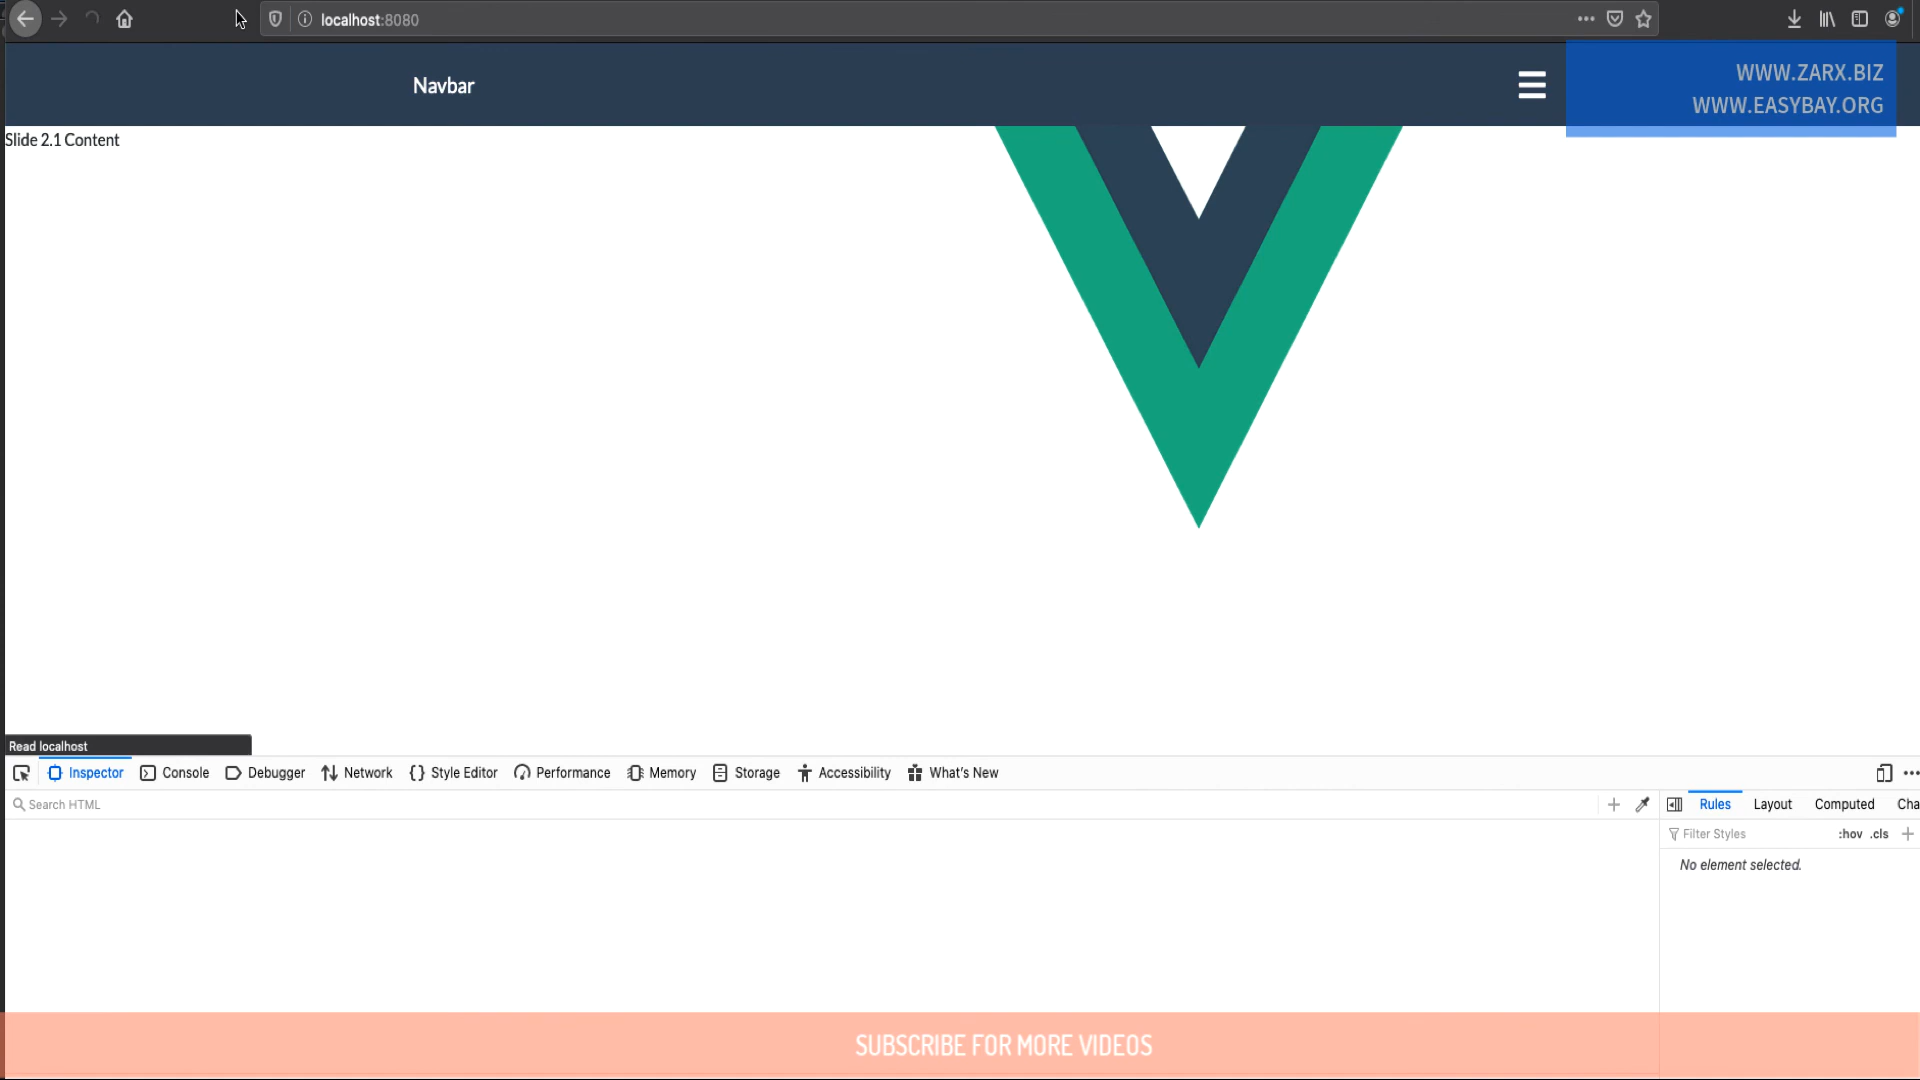 localhost:8080
Navbar
WWW.ZARX.BIZ
WWW.EASYBAY.ORG
Slide 2.1 Content
Read localhost
Inspector Console Debugger Network Style Editor Performance Memory Storage Accessibility What's New
Search HTML
Rules Layout Computed Cha
Filter Styles :hov .cls
No element selected.
SUBSCRIBE FOR MORE VIDEOS